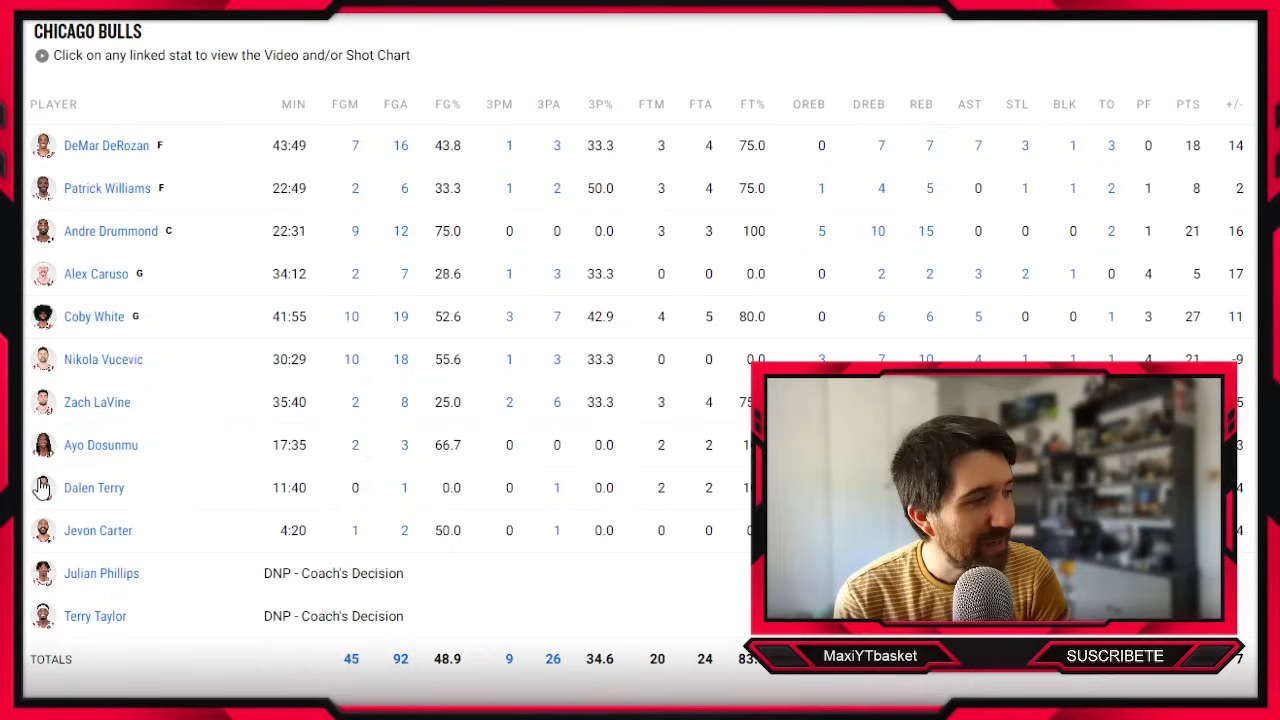 CHICAGO BULLS
Click on any linked stat to view the Video and/or Shot Chart
PLAYER MIN FGM FGA FG% 3PM 3PA 3P% FTM FTA FT% OREB DREB REB AST STL BLK TO PF PTS +/-
DeMar DeRozan F 43:49 7 16 43.8 1 3 33.3 3 4 75.0 0 7 7 7 3 1 3 0 18 14
Patrick Williams F 22:49 2 6 33.3 1 2 50.0 3 4 75.0 1 4 5 0 1 1 2 1 8 2
Andre Drummond C 22:31 9 12 75.0 0 0 0.0 3 3 100 5 10 15 0 0 0 2 1 21 16
Alex Caruso G 34:12 2 7 28.6 1 3 33.3 0 0 0.0 0 2 2 3 2 1 0 4 5 17
Coby White G 41:55 10 19 52.6 3 7 42.9 4 5 80.0 0 6 6 5 0 0 1 3 27 11
Nikola Vucevic 30:29 10 18 55.6 1 3 33.3 0 0 0.0 3 7 10 4 1 1 1 4 21 -9
Zach LaVine 35:40 2 8 25.0 2 6 33.3 3 4
Ayo Dosunmu 17:35 2 3 66.7 0 0 0.0 2 2
Dalen Terry 11:40 0 1 0.0 0 1 0.0 2 2
Jevon Carter 4:20 1 2 50.0 0 1 0.0 0 0
Julian Phillips DNP - Coach's Decision
Terry Taylor DNP - Coach's Decision
TOTALS 45 92 48.9 9 26 34.6 20 24
MaxiYTbasket SUSCRIBETE